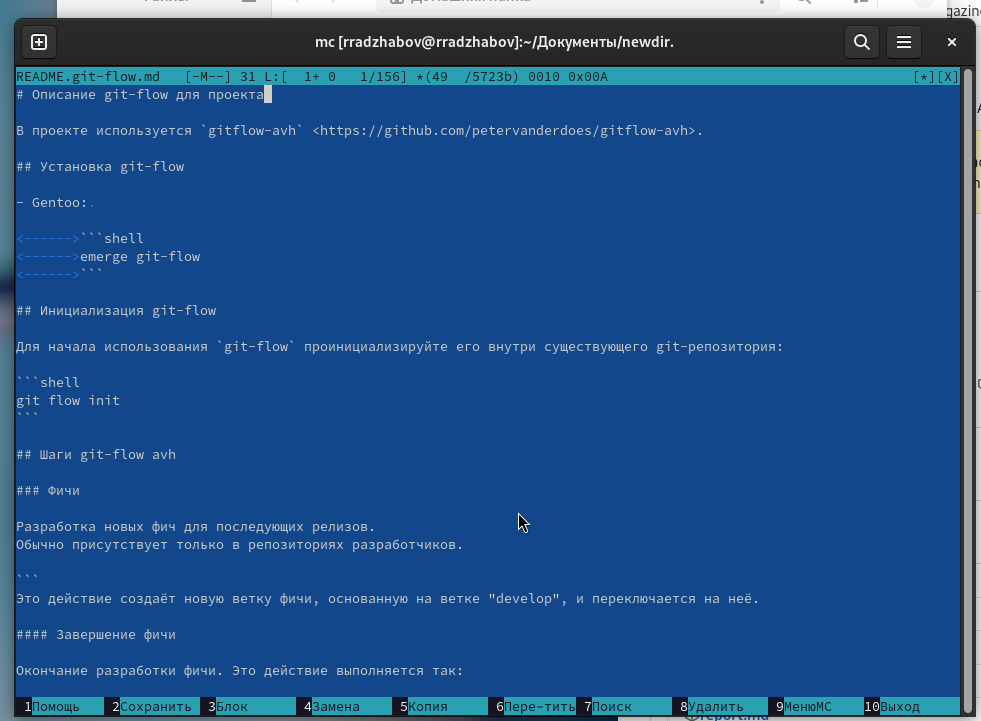 mc [rradzhabov@rradzhabov]:~/Документы/newdir.
README.git-flow.md   [-M--] 31 L:[  1+ 0   1/156] *(49  /5723b) 0010 0x00A   [*][X]
# Описание git-flow для проекта
В проекте используется `gitflow-avh` <https://github.com/petervanderdoes/gitflow-avh>.
## Установка git-flow
- Gentoo:.
<------>```shell
<------>emerge git-flow
<------>```
## Инициализация git-flow
Для начала использования `git-flow` проинициализируйте его внутри существующего git-репозитория:
```shell
git flow init
```
## Шаги git-flow avh
### Фичи
Разработка новых фич для последующих релизов.
Обычно присутствует только в репозиториях разработчиков.
```
Это действие создаёт новую ветку фичи, основанную на ветке "develop", и переключается на неё.
#### Завершение фичи
Окончание разработки фичи. Это действие выполняется так:
1Помощь 2Сохранить 3Блок 4Замена 5Копия 6Пере~тить 7Поиск 8Удалить 9МенюМС 10Выход